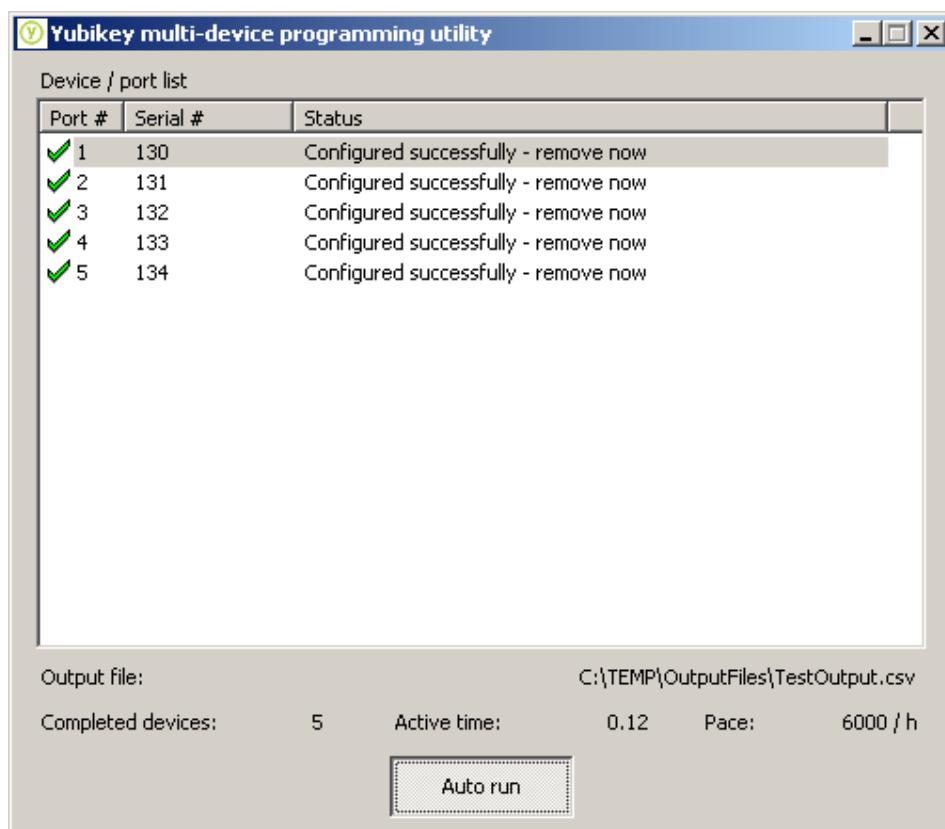 Yubikey multi-device programming utility
Device / port list
Port # Serial # Status
1 130 Configured successfully - remove now
2 131 Configured successfully - remove now
3 132 Configured successfully - remove now
4 133 Configured successfully - remove now
5 134 Configured successfully - remove now
Output file: C:\TEMP\OutputFiles\TestOutput.csv
Completed devices: 5 Active time: 0.12 Pace: 6000 / h
Auto run